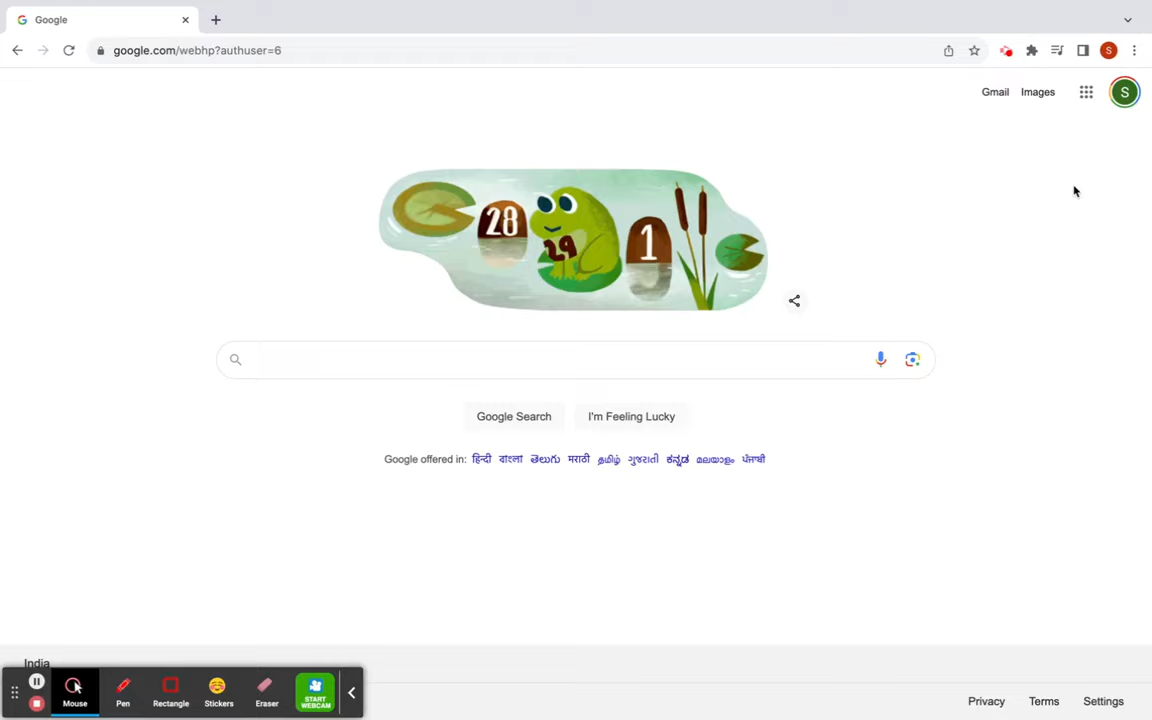 Google
google.com/webhp?authuser=6
S
Gmail Images S
28 29 1
Google Search I'm Feeling Lucky
Google offered in: हिन्दी বাংলা తెలుగు मराठी தமிழ் ગુજરાતી ಕನ್ನಡ മലയാളം ਪੰਜਾਬੀ
India
Mouse Pen Rectangle Stickers Eraser START WEBCAM
Privacy Terms Settings